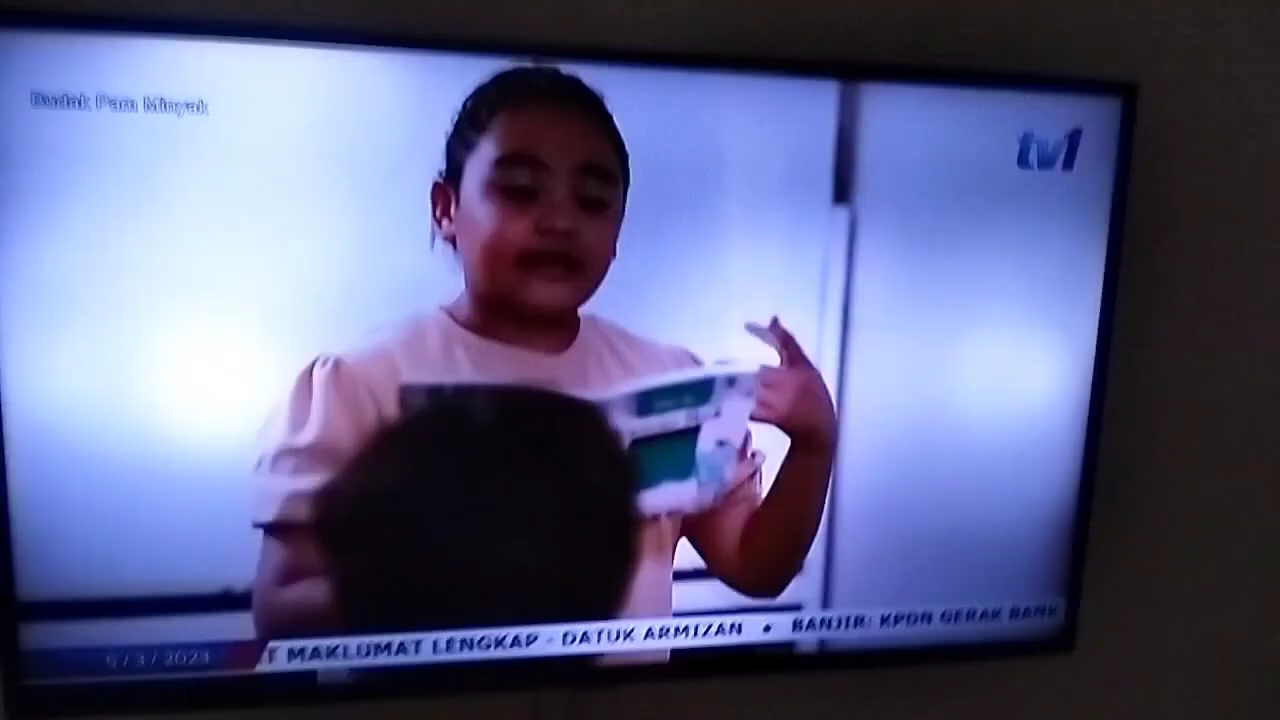 Budak Pam Minyak
tv1
T MAKLUMAT LENGKAP - DATUK ARMIZAN • BANJIR: KPDN GERAK BANK
5/3/2023